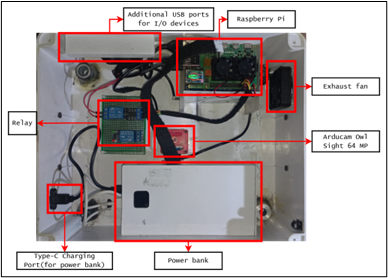 Additional USB ports
for I/O devices
Raspberry Pi
Exhaust fan
Relay
Arducam Owl
Sight 64 MP
Type-C Charging
Port(for power bank)
Power bank